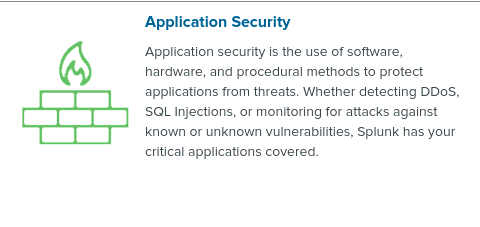 Application Security
Application security is the use of software,
hardware, and procedural methods to protect
applications from threats. Whether detecting DDoS,
SQL Injections, or monitoring for attacks against
known or unknown vulnerabilities, Splunk has your
critical applications covered.